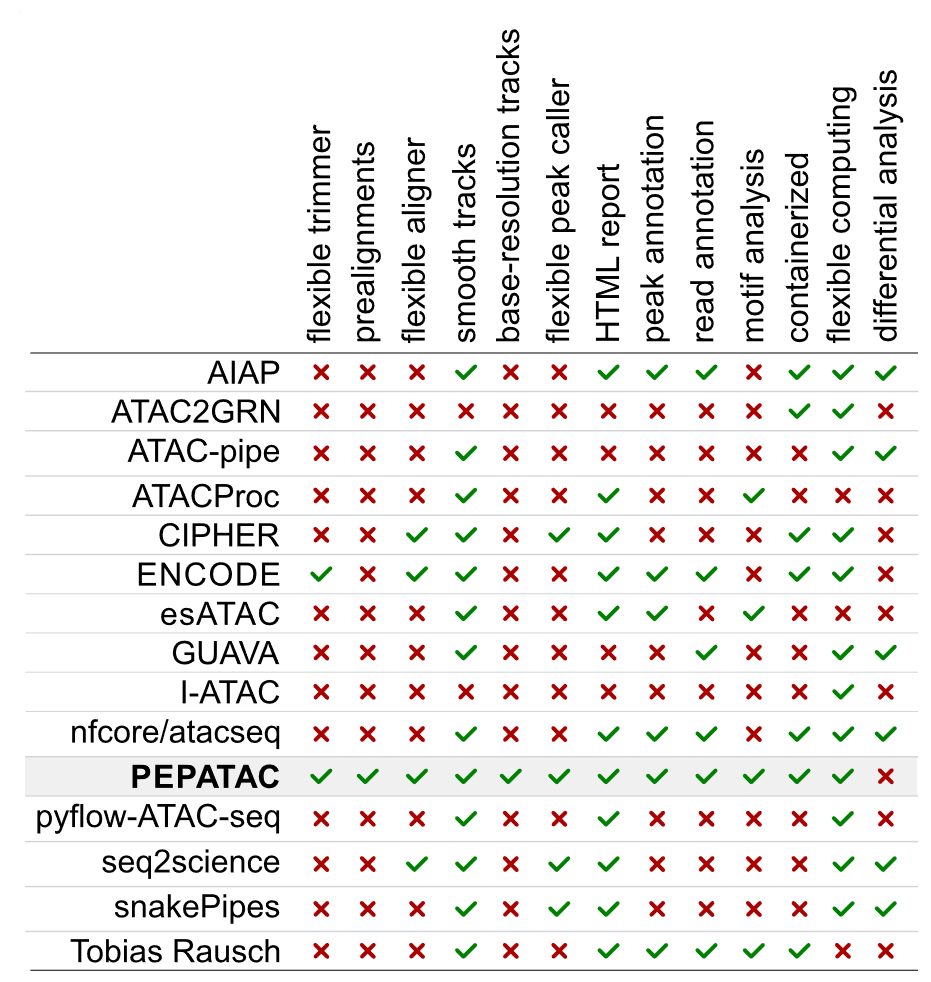 flexible trimmer
prealignments
flexible aligner
smooth tracks
base-resolution tracks
flexible peak caller
HTML report
peak annotation
read annotation
motif analysis
containerized
flexible computing
differential analysis
AIAP
ATAC2GRN
ATAC-pipe
ATACProc
CIPHER
ENCODE
esATAC
GUAVA
I-ATAC
nfcore/atacseq
PEPATAC
pyflow-ATAC-seq
seq2science
snakePipes
Tobias Rausch